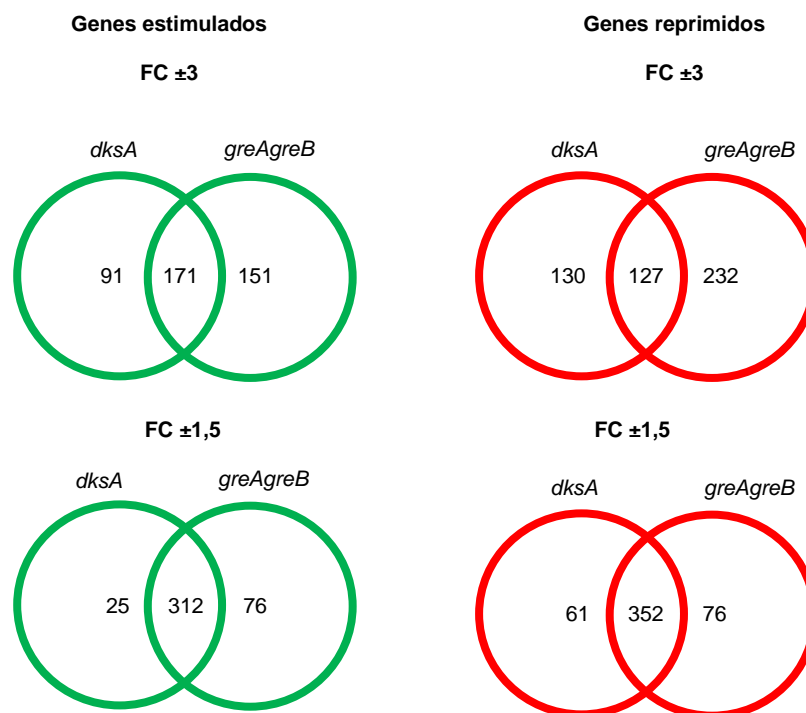 Genes estimulados
FC ±3
dksA greAgreB
91 171 151
Genes reprimidos
FC ±3
dksA greAgreB
130 127 232
FC ±1,5
dksA greAgreB
25 312 76
FC ±1,5
dksA greAgreB
61 352 76